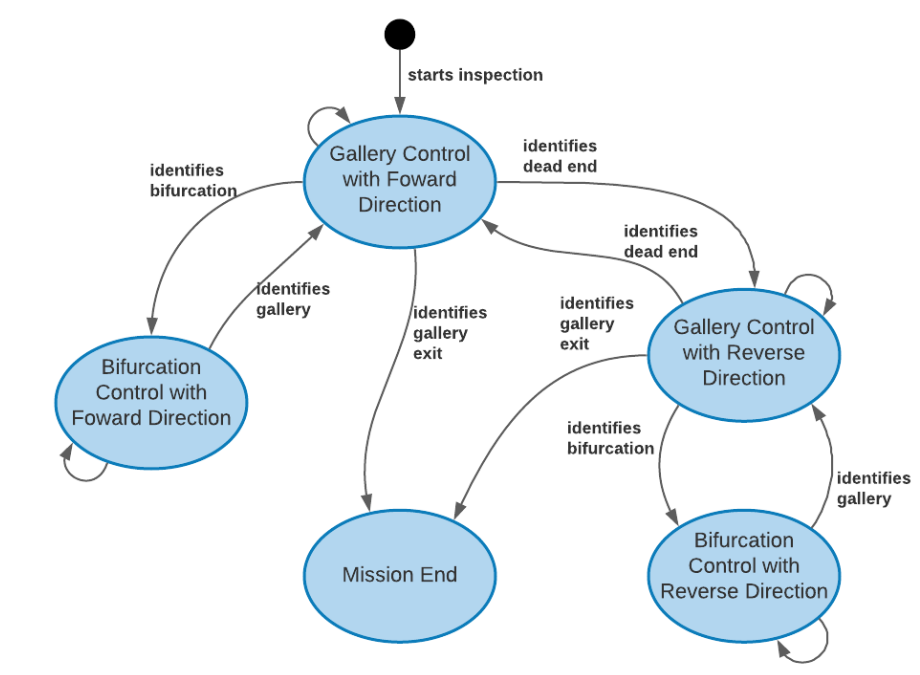 starts inspection
Gallery Control
with Foward
Direction
identifies
dead end
identifies
bifurcation
identifies
dead end
identifies
gallery
identifies
gallery
exit
identifies
gallery
exit
Gallery Control
with Reverse
Direction
Bifurcation
Control with
Foward Direction
identifies
bifurcation
identifies
gallery
Mission End
Bifurcation
Control with
Reverse Direction